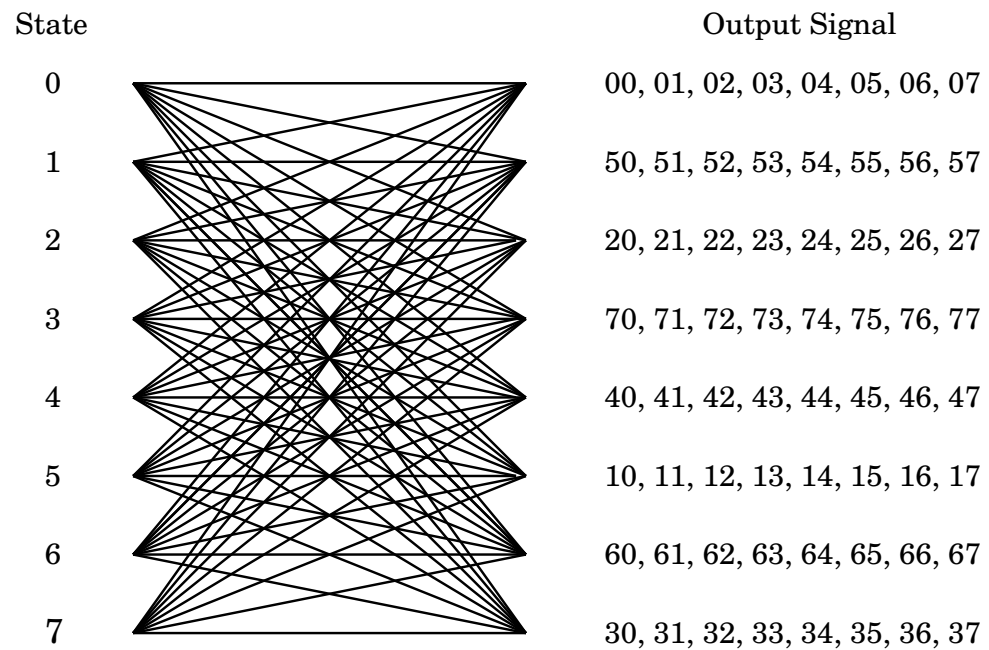 State Output Signal
0 00, 01, 02, 03, 04, 05, 06, 07
1 50, 51, 52, 53, 54, 55, 56, 57
2 20, 21, 22, 23, 24, 25, 26, 27
3 70, 71, 72, 73, 74, 75, 76, 77
4 40, 41, 42, 43, 44, 45, 46, 47
5 10, 11, 12, 13, 14, 15, 16, 17
6 60, 61, 62, 63, 64, 65, 66, 67
7 30, 31, 32, 33, 34, 35, 36, 37